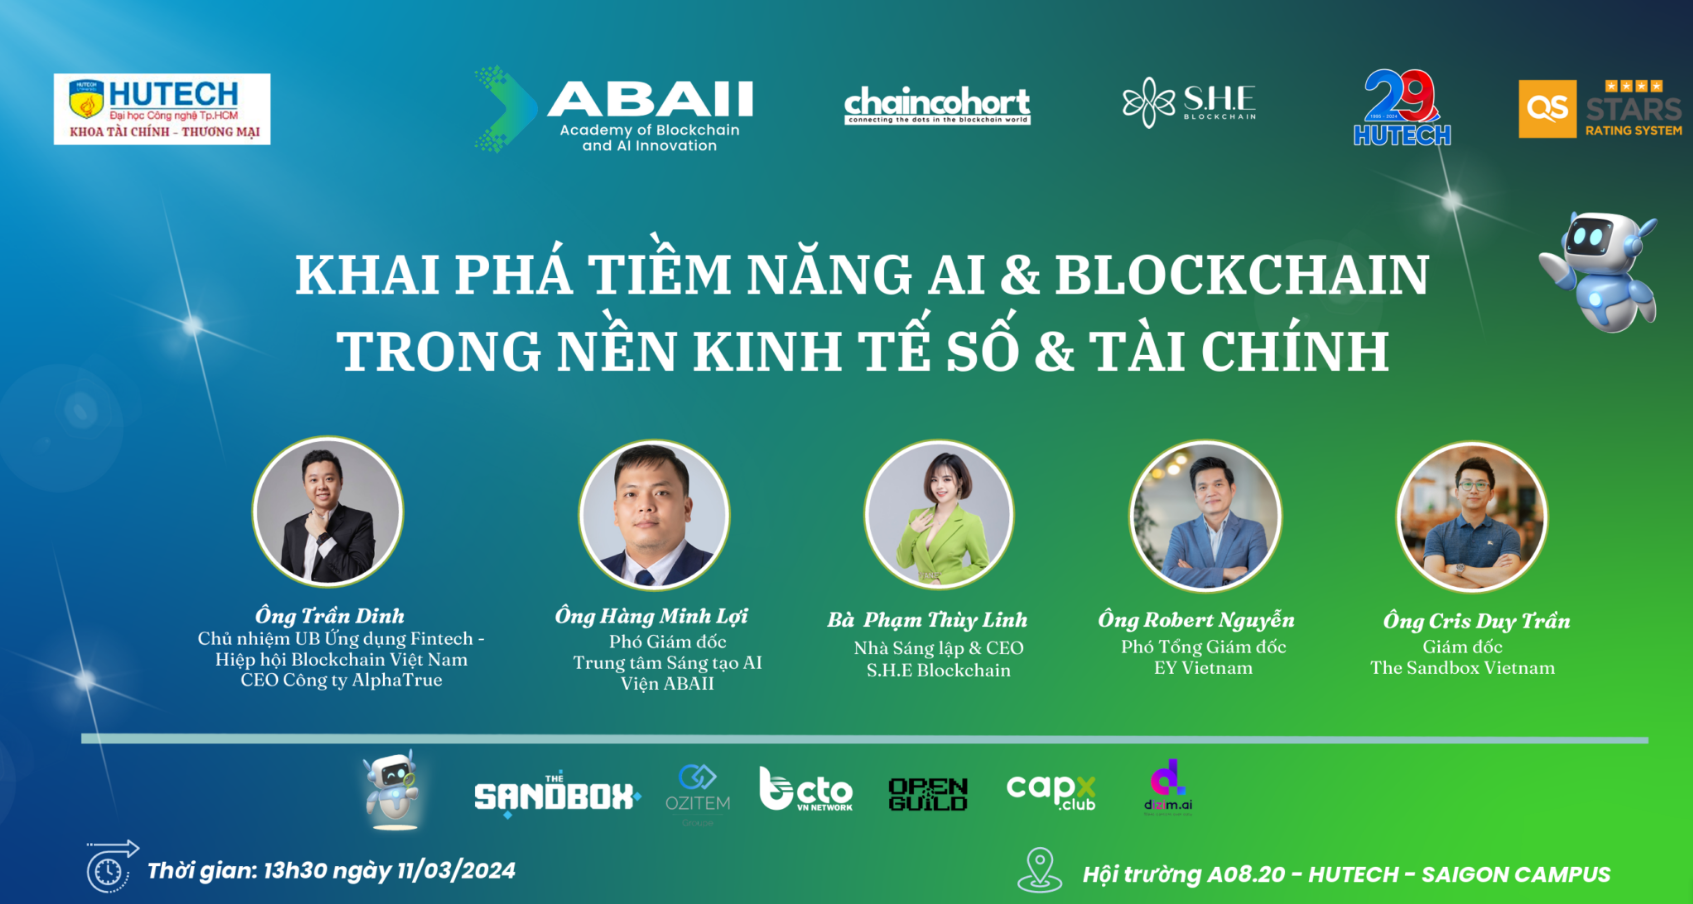 HUTECH
Đại học Công nghệ Tp.HCM
KHOA TÀI CHÍNH - THƯƠNG MẠI
ABAII
Academy of Blockchain
and AI Innovation
chaincohort
connecting the dots in the blockchain world
S.H.E
BLOCKCHAIN
29
1995 - 2024
HUTECH
QS
STARS
RATING SYSTEM
KHAI PHÁ TIỀM NĂNG AI & BLOCKCHAIN
TRONG NỀN KINH TẾ SỐ & TÀI CHÍNH
Ông Trần Dinh
Chủ nhiệm UB Ứng dụng Fintech -
Hiệp hội Blockchain Việt Nam
CEO Công ty AlphaTrue
Ông Hàng Minh Lợi
Phó Giám đốc
Trung tâm Sáng tạo AI
Viện ABAII
Bà Phạm Thùy Linh
Nhà Sáng lập & CEO
S.H.E Blockchain
Ông Robert Nguyễn
Phó Tổng Giám đốc
EY Vietnam
Ông Cris Duy Trần
Giám đốc
The Sandbox Vietnam
THE
SANDBOX
OZITEM
cto
VN NETWORK
OPEN
GUILD
capx
.club
d.
dizim.ai
Thời gian: 13h30 ngày 11/03/2024
Hội trường A08.20 - HUTECH - SAIGON CAMPUS